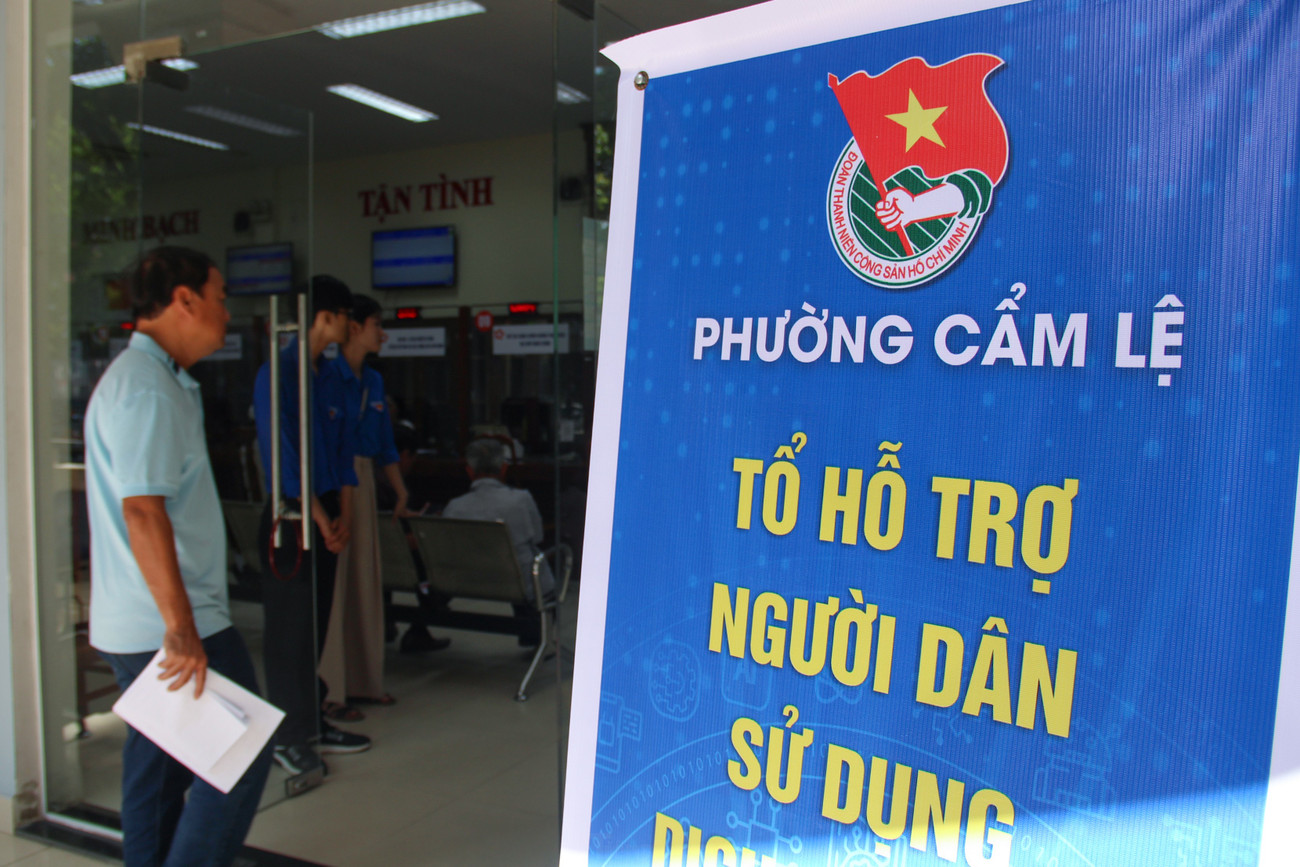 MINH BẠCH
TẬN TÌNH
ĐOÀN THANH NIÊN CỘNG SẢN HỒ CHÍ MINH
PHƯỜNG CẨM LỆ
TỔ HỖ TRỢ
NGƯỜI DÂN
SỬ DỤNG
DỊCH